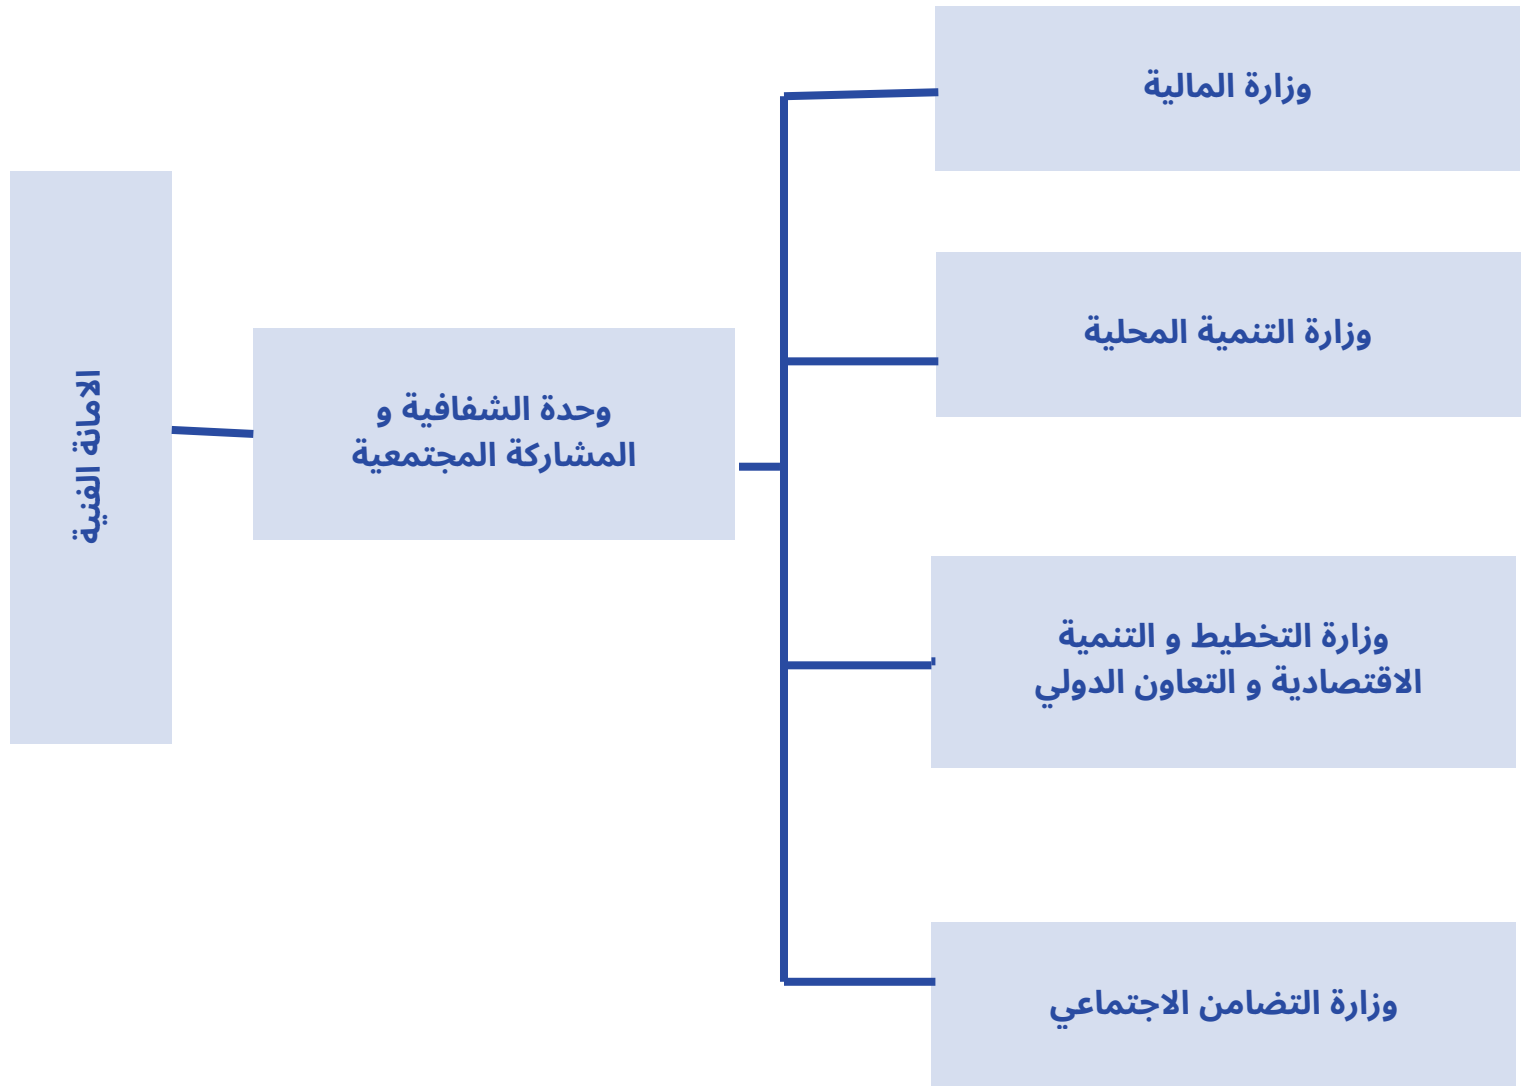 وزارة المالية
وزارة التنمية المحلية
وزارة التخطيط و التنمية
الاقتصادية و التعاون الدولي
وزارة التضامن الاجتماعي
وحدة الشفافية و
المشاركة المجتمعية
الامانة الفنية